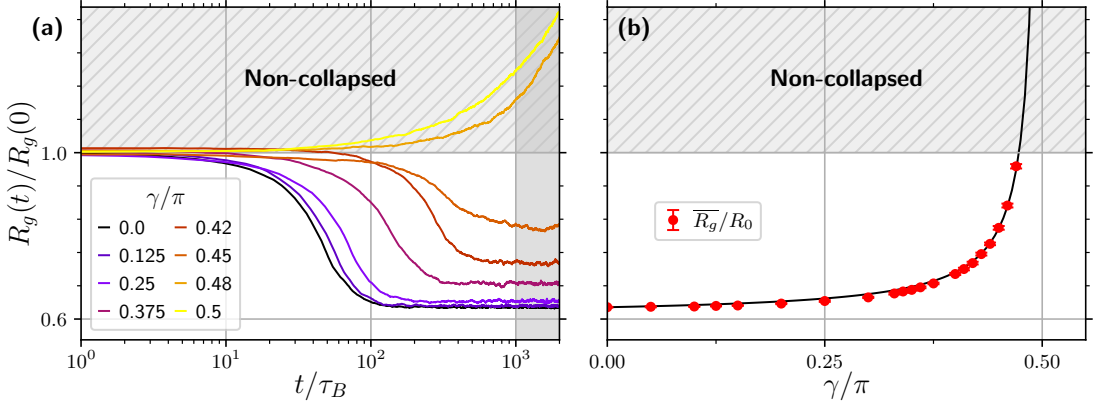 (a)
Non-collapsed
R_g(t)/R_g(0)
1.0
0.6
γ/π
0.0
0.125
0.25
0.375
0.42
0.45
0.48
0.5
10^0
10^1
10^2
10^3
t/τ_B
(b)
Non-collapsed
\overline{R_g}/R_0
0.00
0.25
0.50
γ/π